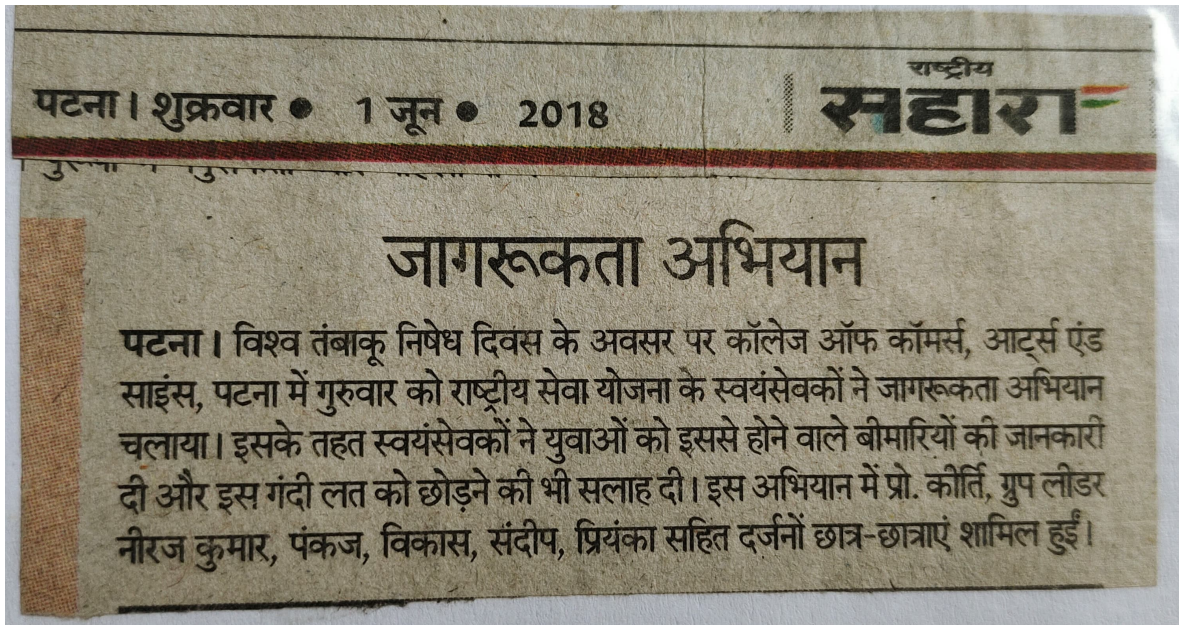 राष्ट्रीय
पटना। शुक्रवार ● 1 जून ● 2018 सहारा
जागरूकता अभियान
पटना। विश्व तंबाकू निषेध दिवस के अवसर पर कॉलेज ऑफ कॉमर्स, आर्ट्स एंड
साइंस, पटना में गुरुवार को राष्ट्रीय सेवा योजना के स्वयंसेवकों ने जागरूकता अभियान
चलाया। इसके तहत स्वयंसेवकों ने युवाओं को इससे होने वाले बीमारियों की जानकारी
दी और इस गंदी लत को छोड़ने की भी सलाह दी। इस अभियान में प्रो. कीर्ति, ग्रुप लीडर
नीरज कुमार, पंकज, विकास, संदीप, प्रियंका सहित दर्जनों छात्र-छात्राएं शामिल हुईं।